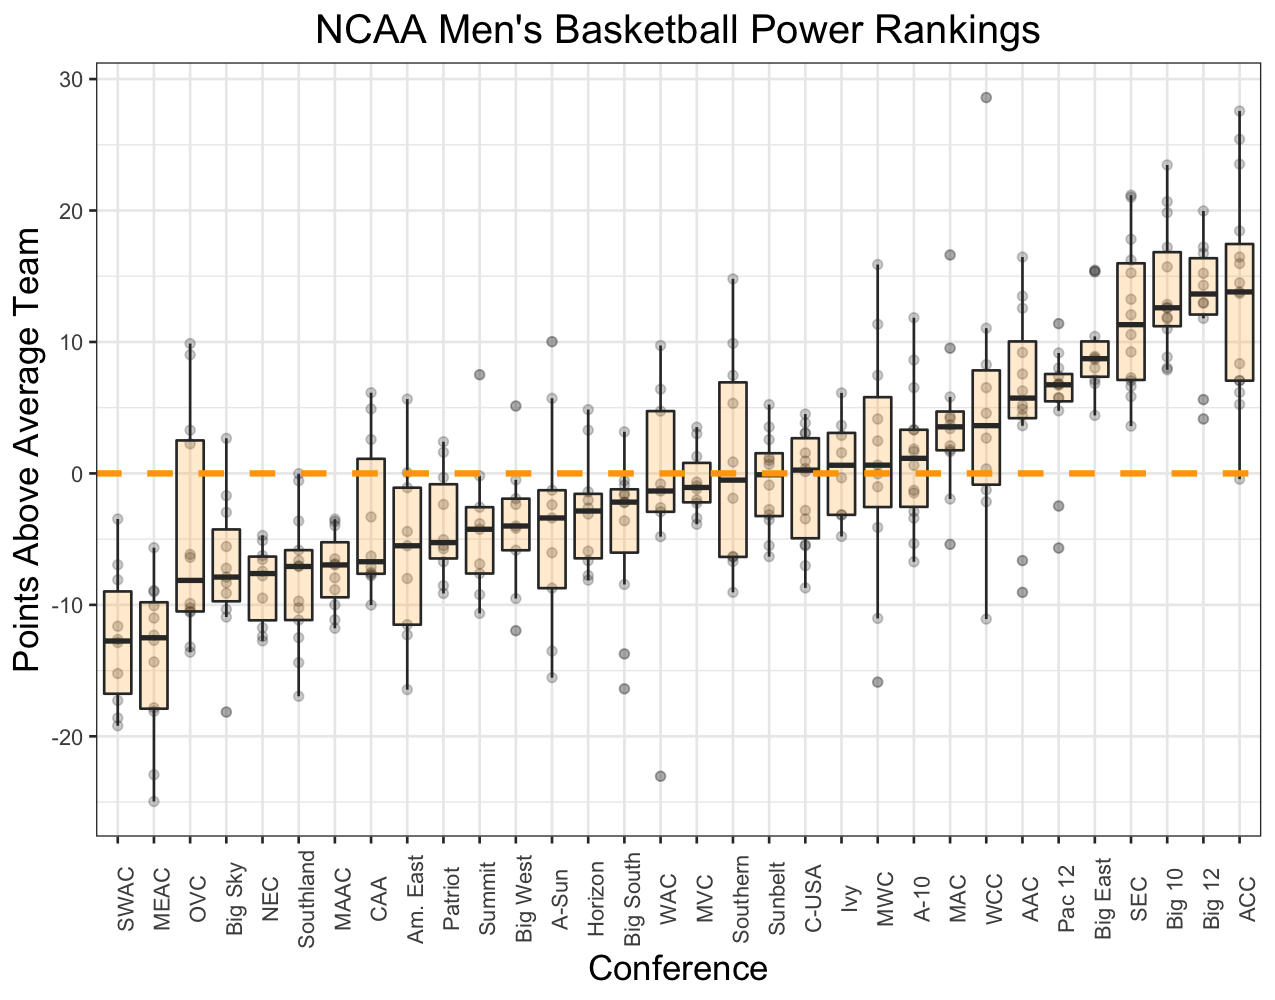 NCAA Men's Basketball Power Rankings
Points Above Average Team
30
20
10
0
-10
-20
SWAC
MEAC
OVC
Big Sky
NEC
Southland
MAAC
CAA
Am. East
Patriot
Summit
Big West
A-Sun
Horizon
Big South
WAC
MVC
Southern
Sunbelt
C-USA
Ivy
MWC
A-10
MAC
WCC
AAC
Pac 12
Big East
SEC
Big 10
Big 12
ACC
Conference